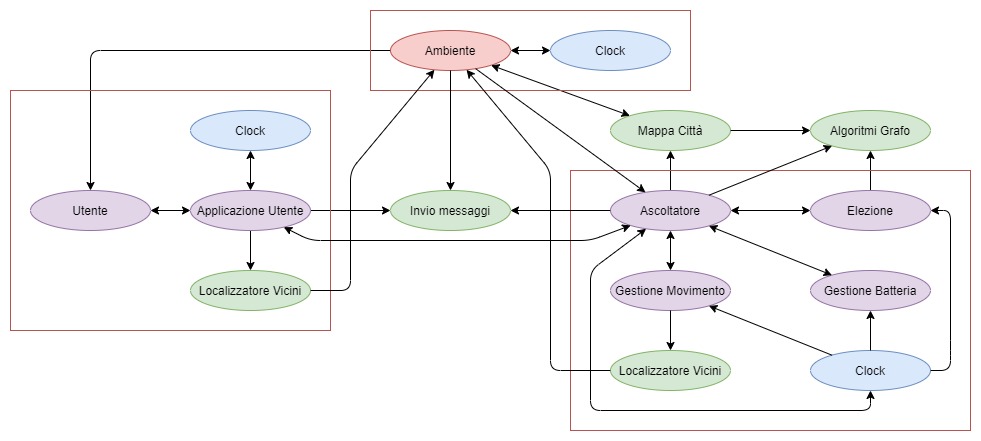 Ambiente
Clock
Clock
Mappa Città
Algoritmi Grafo
Utente
Applicazione Utente
Invio messaggi
Ascoltatore
Elezione
Localizzatore Vicini
Gestione Movimento
Gestione Batteria
Localizzatore Vicini
Clock